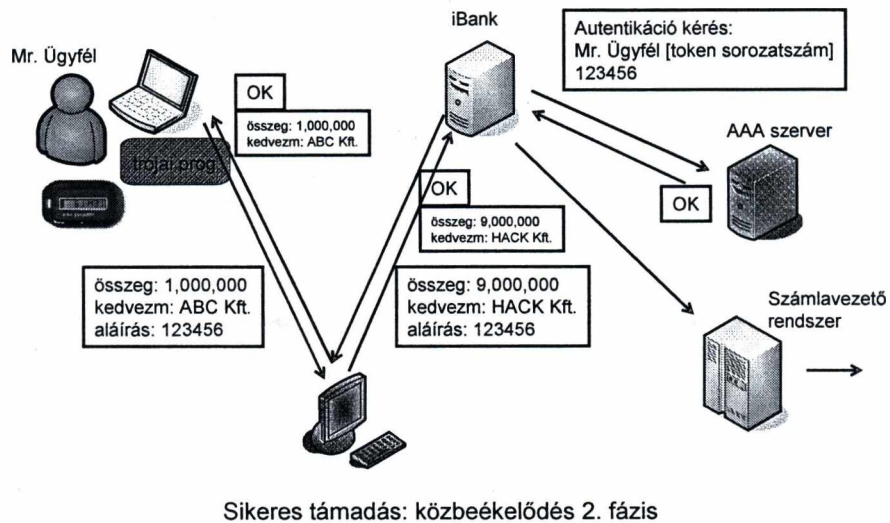 iBank
Autentikáció kérés:
Mr. Ügyfél [token sorozatszám]
123456
Mr. Ügyfél
OK
összeg: 1,000,000
kedvezm: ABC Kft.
trójai prog
AAA szerver
OK
OK
összeg: 9,000,000
kedvezm: HACK Kft.
összeg: 1,000,000
kedvezm: ABC Kft.
aláírás: 123456
összeg: 9,000,000
kedvezm: HACK Kft.
aláírás: 123456
Számlavezető
rendszer
Sikeres támadás: közbeékelődés 2. fázis